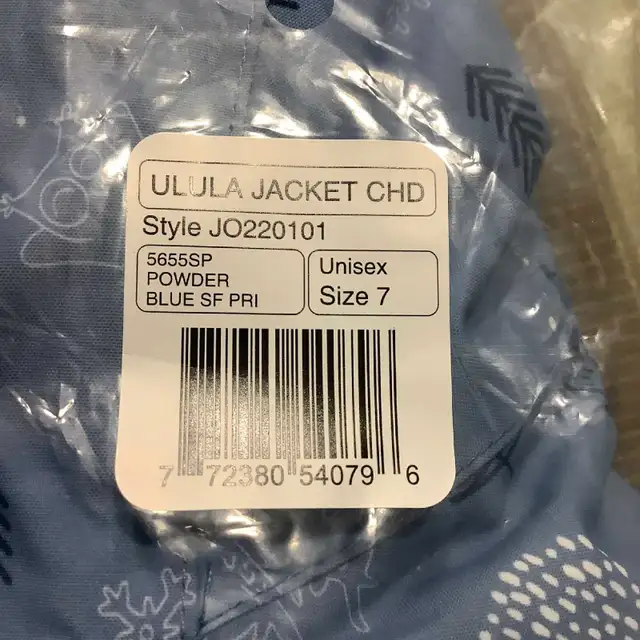 ULULA JACKET CHD
Style JO220101
5655SP
POWDER
BLUE SF PRI
Unisex
Size 7
7 72380 54079 6